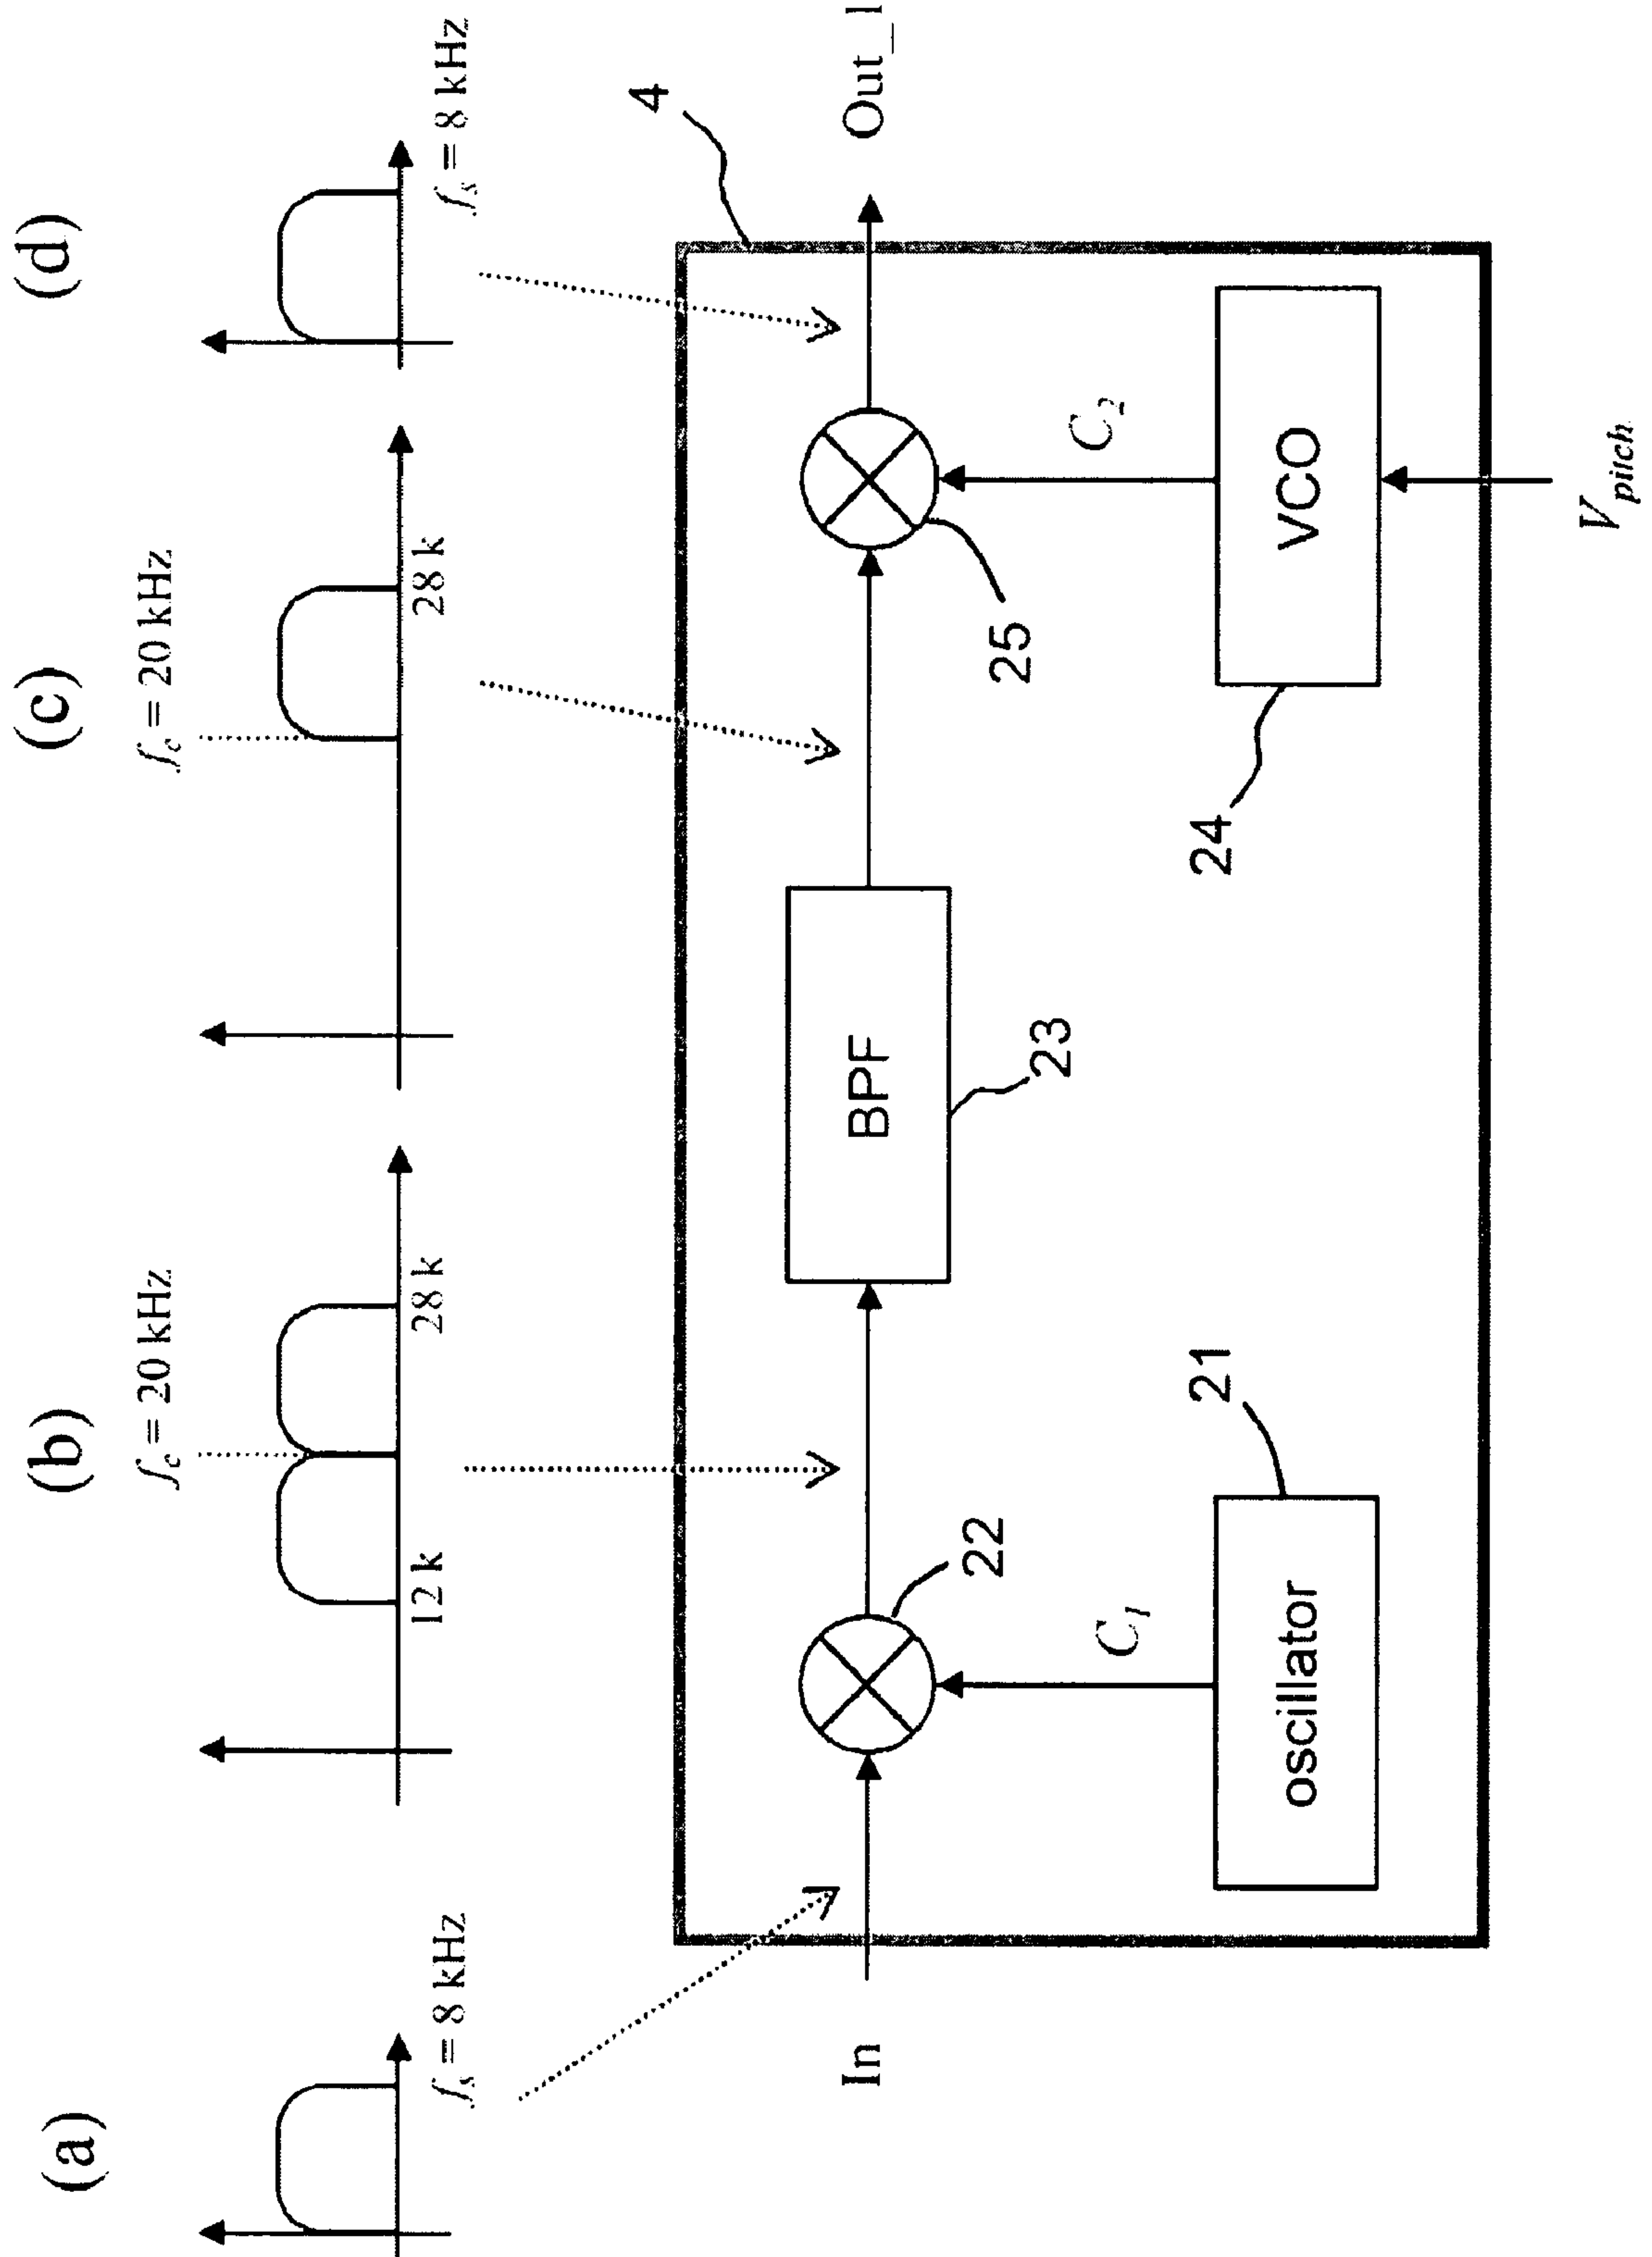 (a)
(b)
(c)
(d)
f_c = 20 kHz
f_c = 20 kHz
f_s = 8 kHz
12 k
28 k
28 k
f_s = 8 kHz
4
In
22
BPF
23
25
Out_1
C_1
C_2
21
24
oscillator
VCO
V_pitch